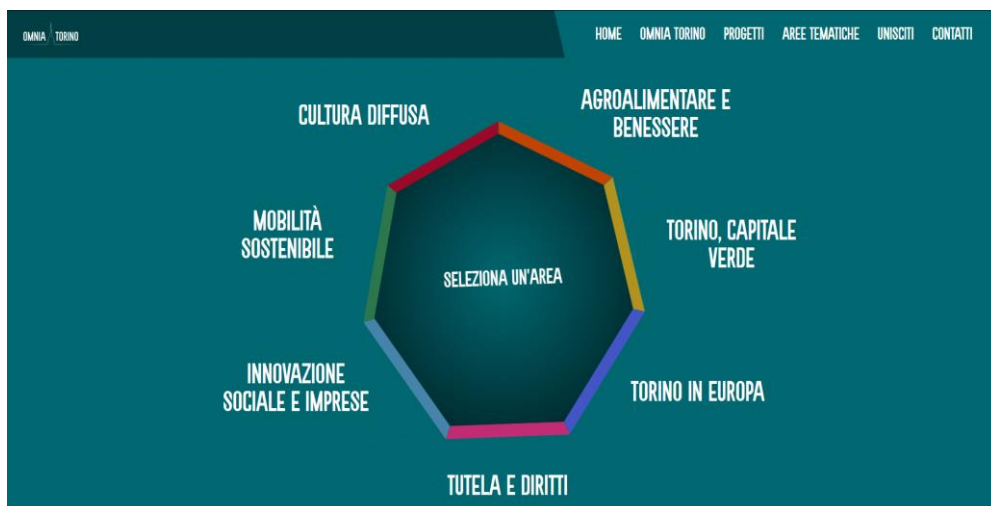 OMNIA TORINO
HOME OMNIA TORINO PROGETTI AREE TEMATICHE UNISCITI CONTATTI
CULTURA DIFFUSA
AGROALIMENTARE E
BENESSERE
MOBILITÀ
SOSTENIBILE
TORINO, CAPITALE
VERDE
SELEZIONA UN'AREA
INNOVAZIONE
SOCIALE E IMPRESE
TORINO IN EUROPA
TUTELA E DIRITTI